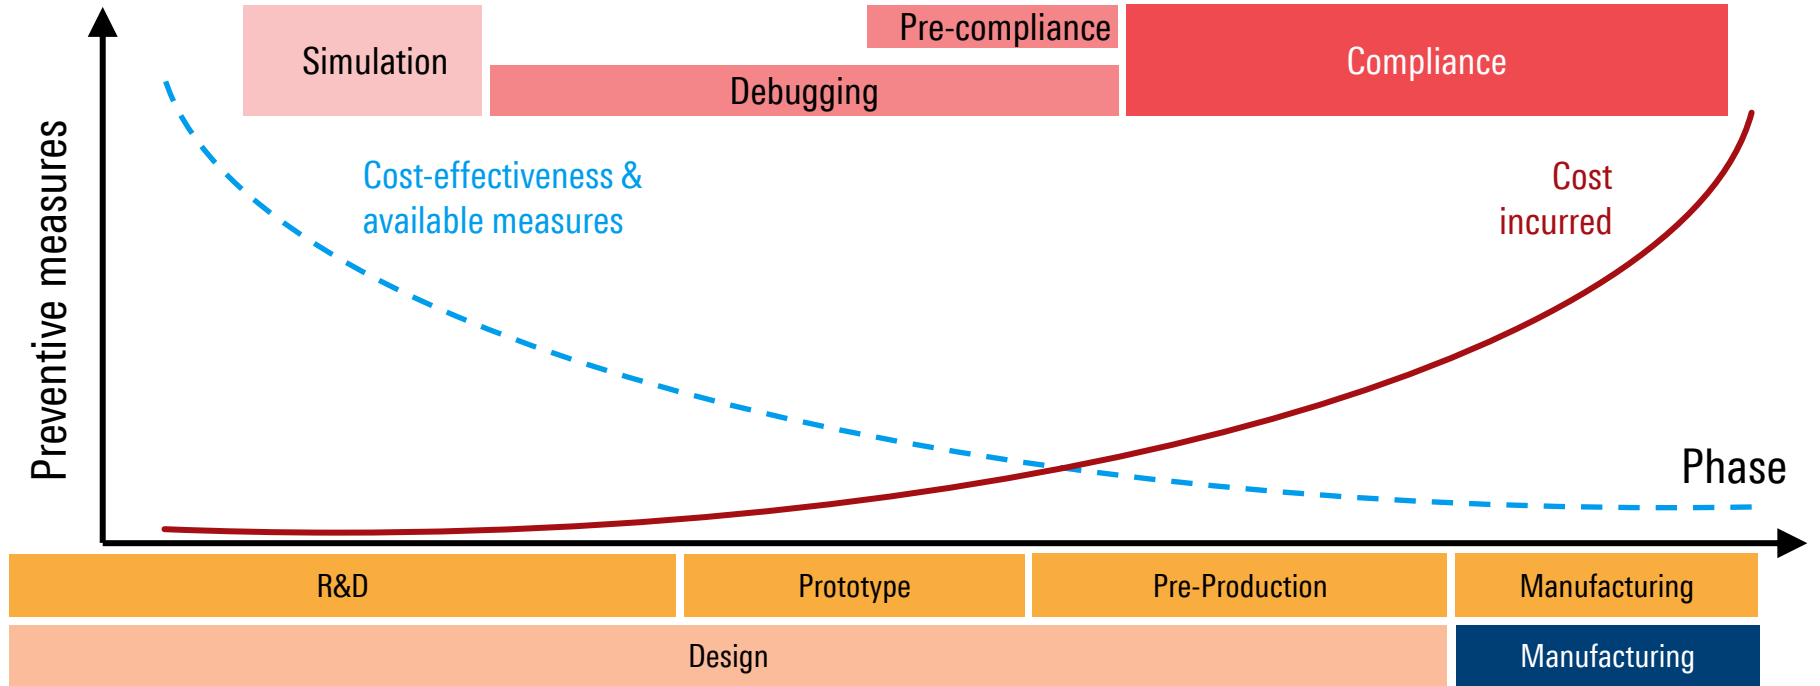 Simulation
Pre-compliance
Debugging
Compliance
Preventive measures
Cost-effectiveness &
available measures
Cost
incurred
Phase
R&D
Prototype
Pre-Production
Manufacturing
Design
Manufacturing